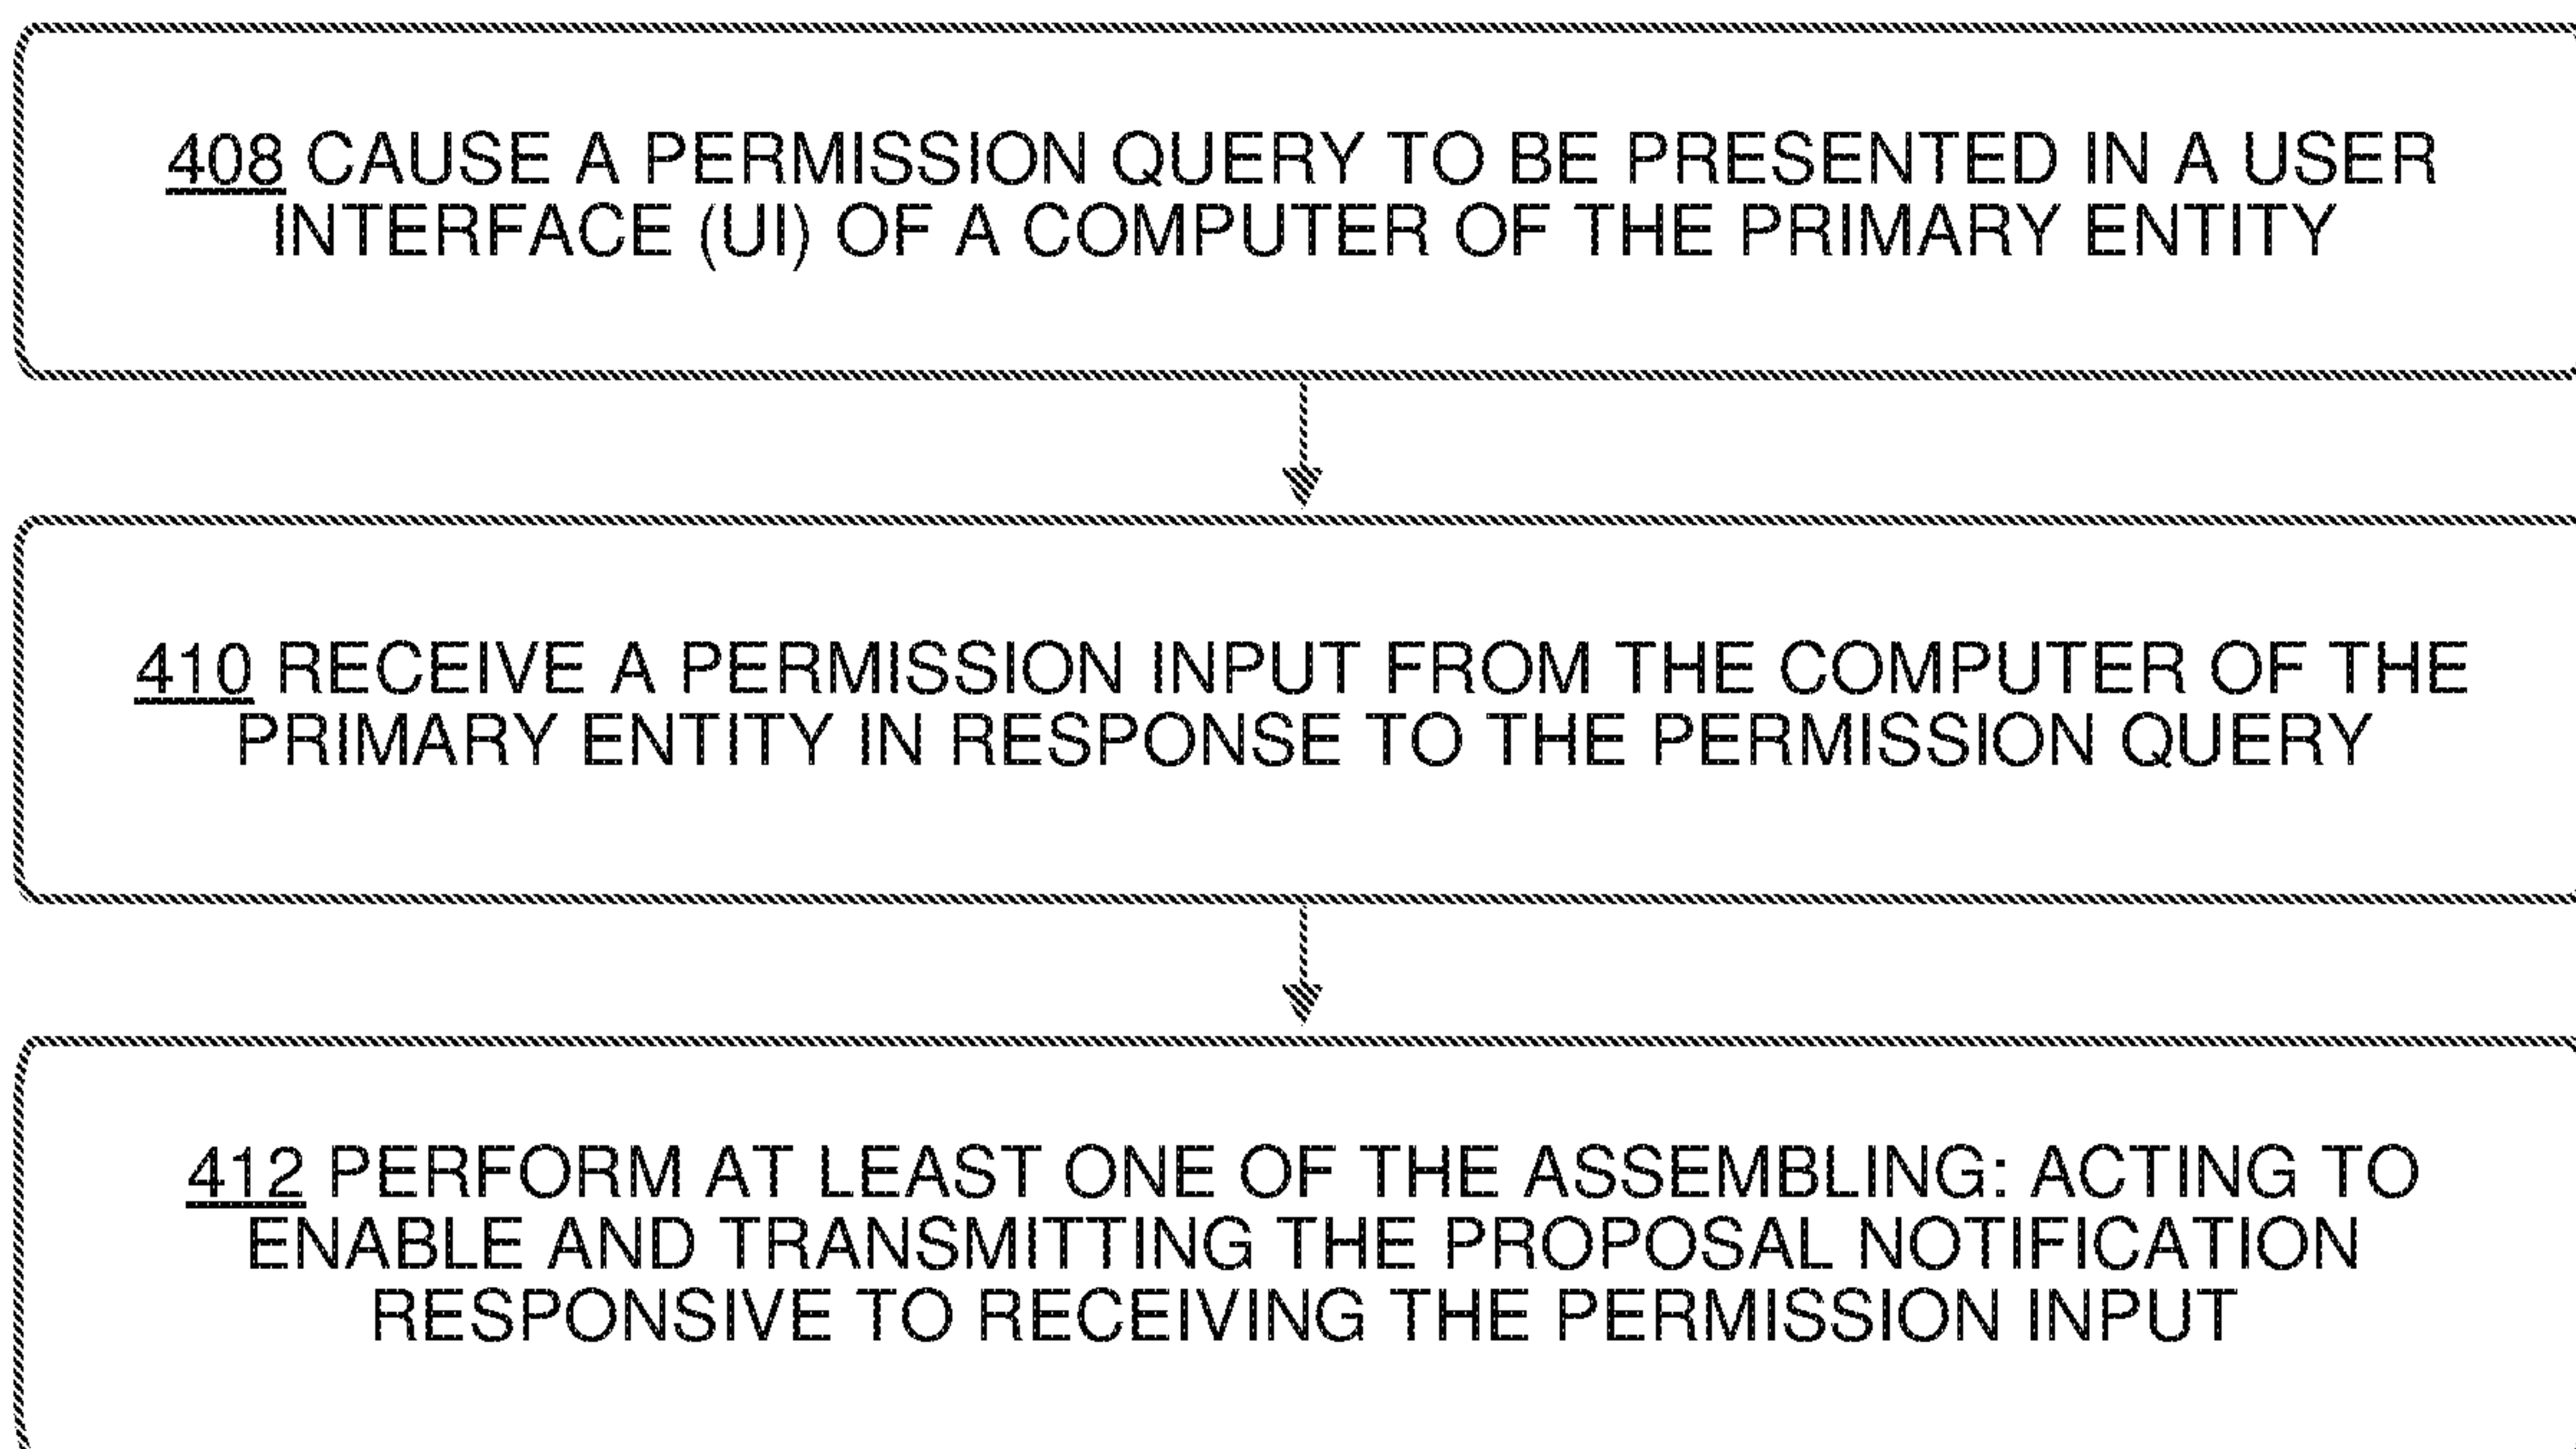 408 CAUSE A PERMISSION QUERY TO BE PRESENTED IN A USER
INTERFACE (UI) OF A COMPUTER OF THE PRIMARY ENTITY
410 RECEIVE A PERMISSION INPUT FROM THE COMPUTER OF THE
PRIMARY ENTITY IN RESPONSE TO THE PERMISSION QUERY
412 PERFORM AT LEAST ONE OF THE ASSEMBLING: ACTING TO
ENABLE AND TRANSMITTING THE PROPOSAL NOTIFICATION
RESPONSIVE TO RECEIVING THE PERMISSION INPUT